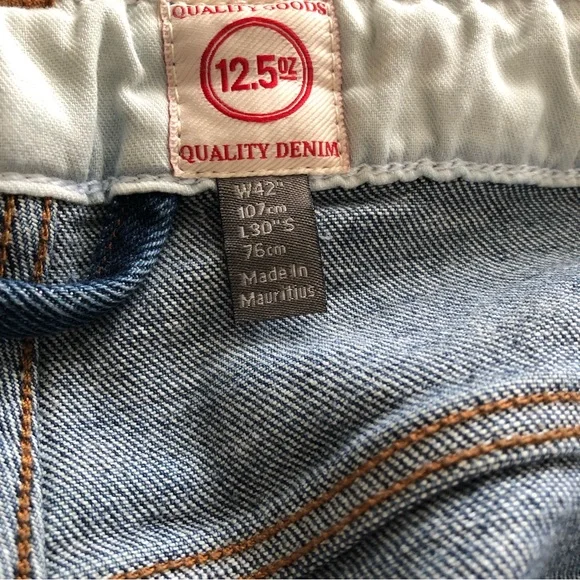 QUALITY GOODS
12.5oz
QUALITY DENIM
W42"
107cm
L30"S
76cm
Made In
Mauritius